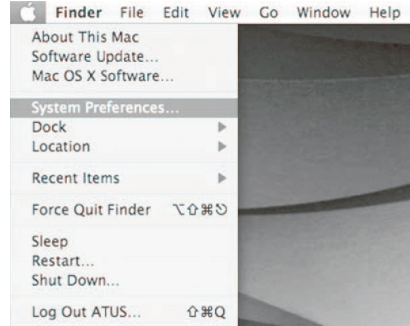 Finder File Edit View Go Window Help
About This Mac
Software Update...
Mac OS X Software...
System Preferences...
Dock
Location
Recent Items
Force Quit Finder ⌥⇧⌘⎋
Sleep
Restart...
Shut Down...
Log Out ATUS... ⇧⌘Q